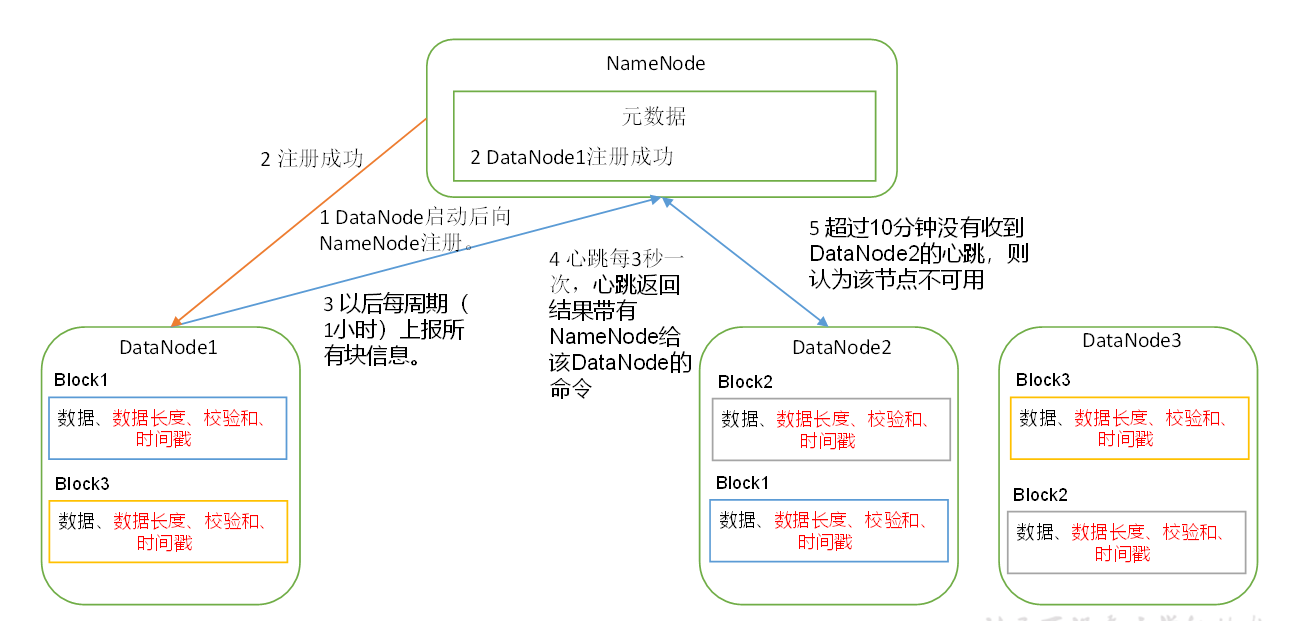 NameNode
元数据
2 DataNode1注册成功
2 注册成功
1 DataNode启动后向
NameNode注册。
3 以后每周期（
1小时）上报所
有块信息。
4 心跳每3秒一
次，心跳返回
结果带有
NameNode给
该DataNode的
命令
5 超过10分钟没有收到
DataNode2的心跳，则
认为该节点不可用
DataNode1
Block1
数据、数据长度、校验和、
时间戳
Block3
数据、数据长度、校验和、
时间戳
DataNode2
Block2
数据、数据长度、校验和、
时间戳
Block1
数据、数据长度、校验和、
时间戳
DataNode3
Block3
数据、数据长度、校验和、
时间戳
Block2
数据、数据长度、校验和、
时间戳